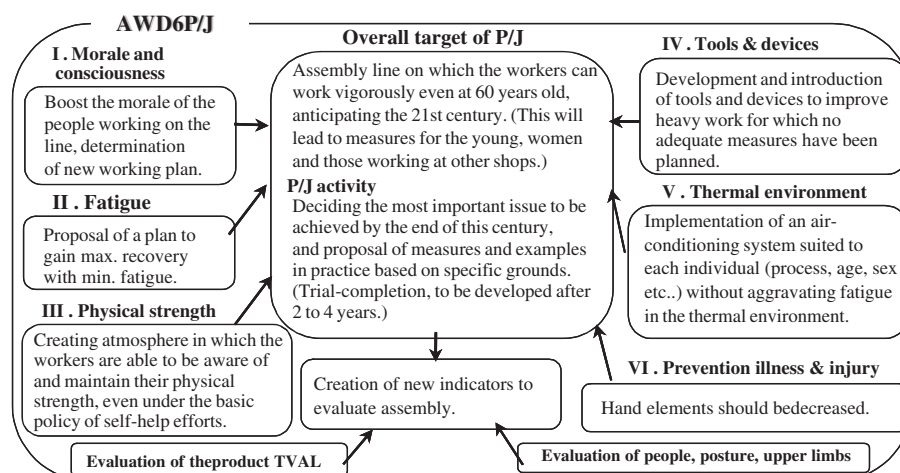 AWD6P/J
I . Morale and
consciousness
Boost the morale of the
people working on the
line, determination
of new working plan.
II . Fatigue
Proposal of a plan to
gain max. recovery
with min. fatigue.
III . Physical strength
Creating atmosphere in which the
workers are able to be aware of
and maintain their physical
strength, even under the basic
policy of self-help efforts.
Overall target of P/J
Assembly line on which the workers can
work vigorously even at 60 years old,
anticipating the 21st century. (This will
lead to measures for the young, women
and those working at other shops.)
P/J activity
Deciding the most important issue to be
achieved by the end of this century,
and proposal of measures and examples
in practice based on specific grounds.
(Trial-completion, to be developed after
2 to 4 years.)
Creation of new indicators to
evaluate assembly.
IV . Tools & devices
Development and introduction
of tools and devices to improve
heavy work for which no
adequate measures have been
planned.
V . Thermal environment
Implementation of an air-
conditioning system suited to
each individual (process, age, sex
etc..) without aggravating fatigue
in the thermal environment.
VI . Prevention illness & injury
Hand elements should bedecreased.
Evaluation of theproduct TVAL
Evaluation of people, posture, upper limbs